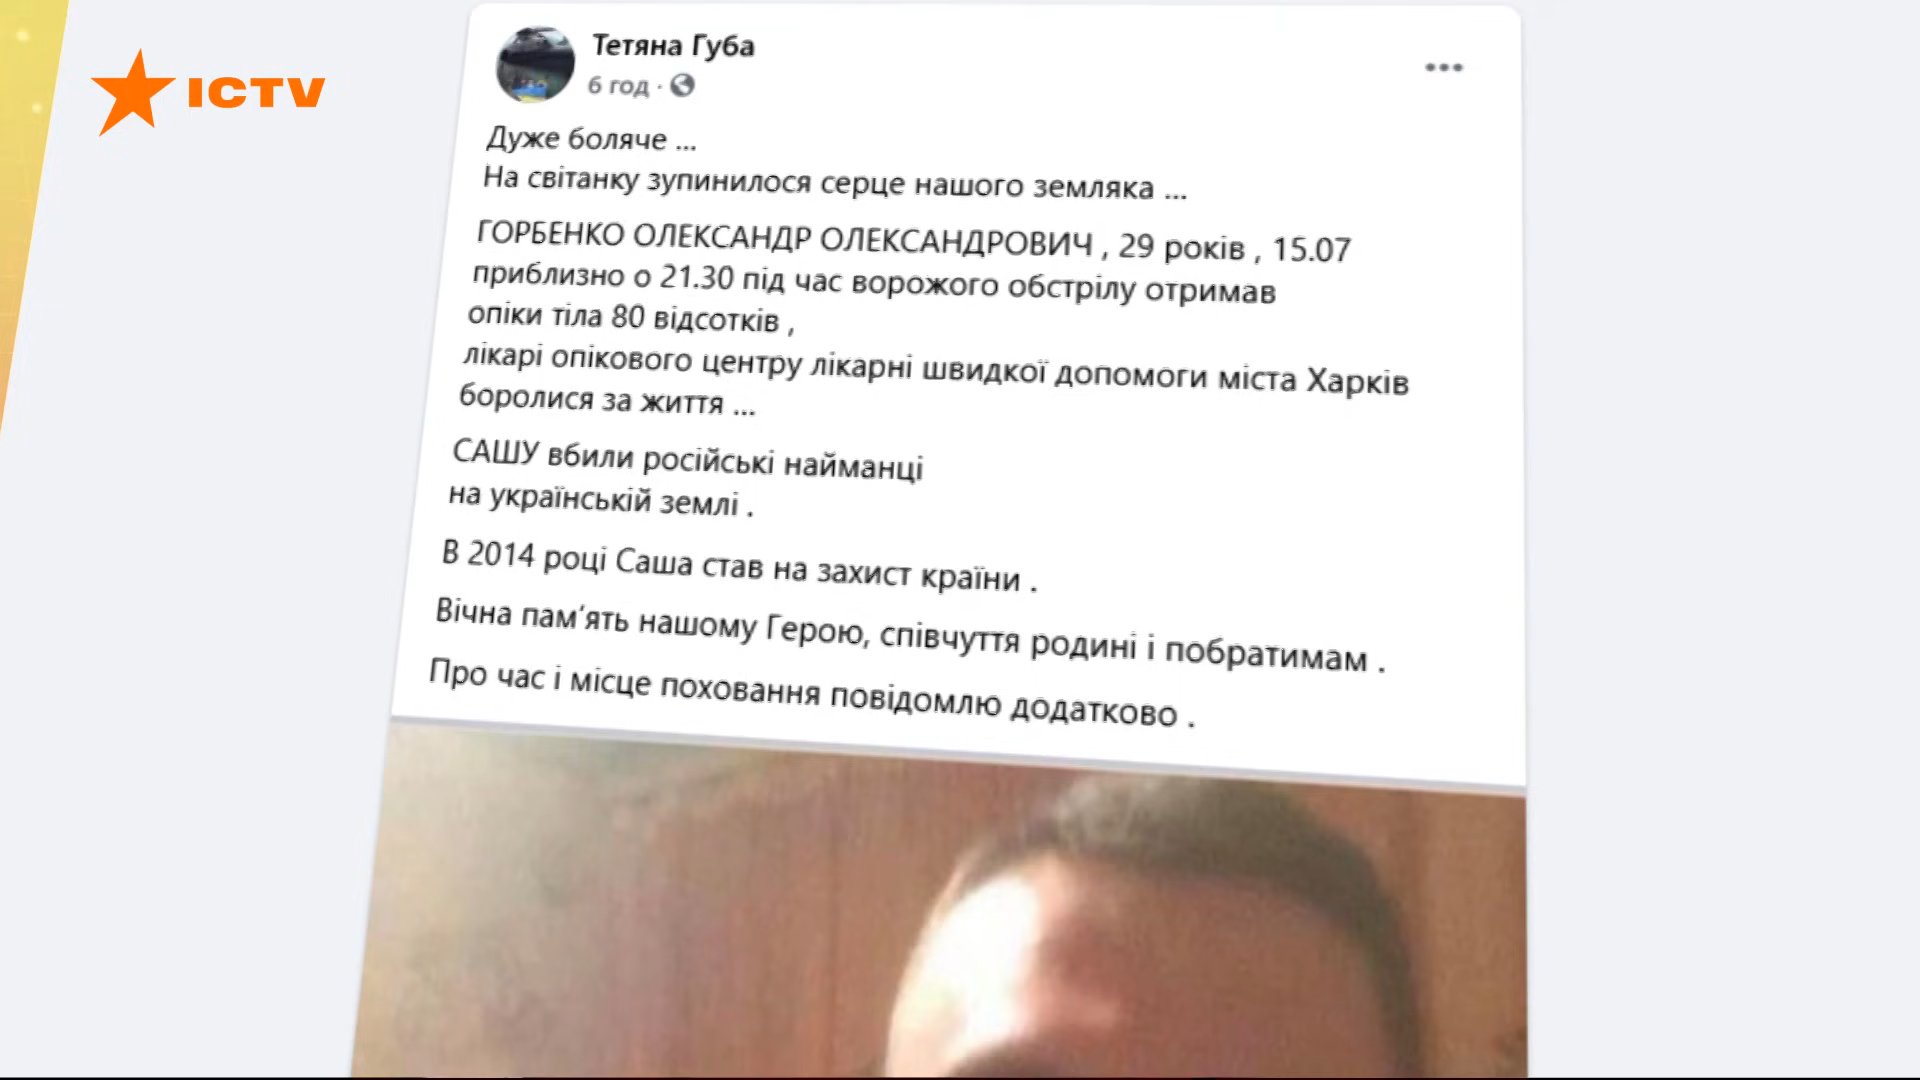 ICTV
Тетяна Губа
6 год ·
Дуже боляче ...
На світанку зупинилося серце нашого земляка ...
ГОРБЕНКО ОЛЕКСАНДР ОЛЕКСАНДРОВИЧ , 29 років , 15.07
приблизно о 21.30 під час ворожого обстрілу отримав
опіки тіла 80 відсотків ,
лікарі опікового центру лікарні швидкої допомоги міста Харків
боролися за життя ...
САШУ вбили російські найманці
на українській землі .
В 2014 році Саша став на захист країни .
Вічна пам‘ять нашому Герою, співчуття родині і побратимам .
Про час і місце поховання повідомлю додатково .